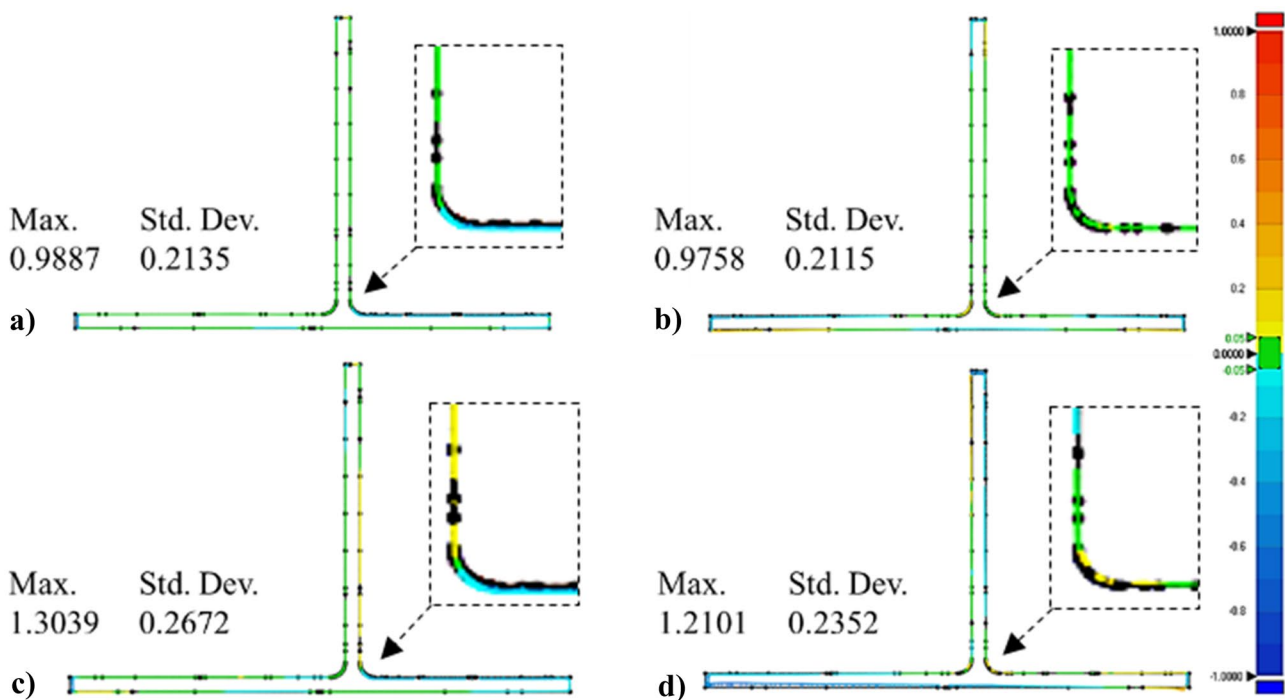 Max. Std. Dev.
0.9887 0.2135
a)
Max. Std. Dev.
0.9758 0.2115
b)
Max. Std. Dev.
1.3039 0.2672
c)
Max. Std. Dev.
1.2101 0.2352
d)
1.0000
0.8
0.6
0.4
0.2
0.05
0.0000
-0.05
-0.2
-0.4
-0.6
-0.8
-1.0000